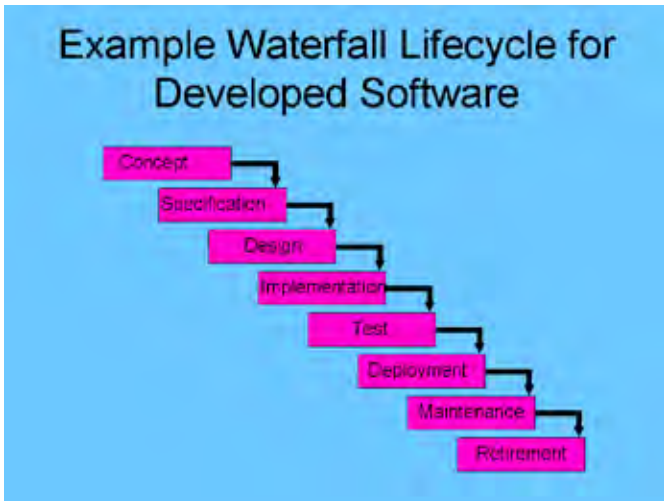 Example Waterfall Lifecycle for
Developed Software
Concept
Specification
Design
Implementation
Test
Deployment
Maintenance
Retirement